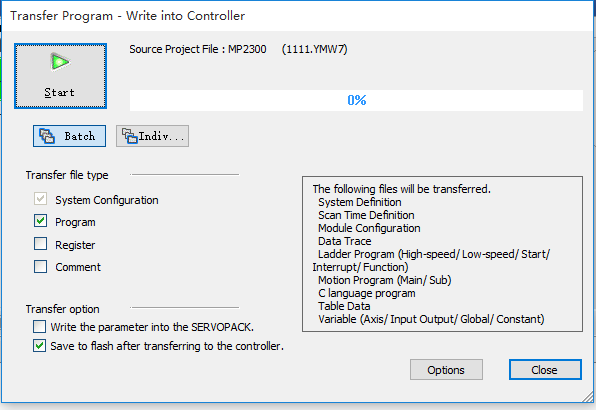 Transfer Program - Write into Controller
Start
Source Project File : MP2300 (1111.YMW7)
0%
Batch
Indiv...
Transfer file type
System Configuration
Program
Register
Comment
The following files will be transferred.
System Definition
Scan Time Definition
Module Configuration
Data Trace
Ladder Program (High-speed/ Low-speed/ Start/
Interrupt/ Function)
Motion Program (Main/ Sub)
C language program
Table Data
Variable (Axis/ Input Output/ Global/ Constant)
Transfer option
Write the parameter into the SERVOPACK.
Save to flash after transferring to the controller.
Options
Close